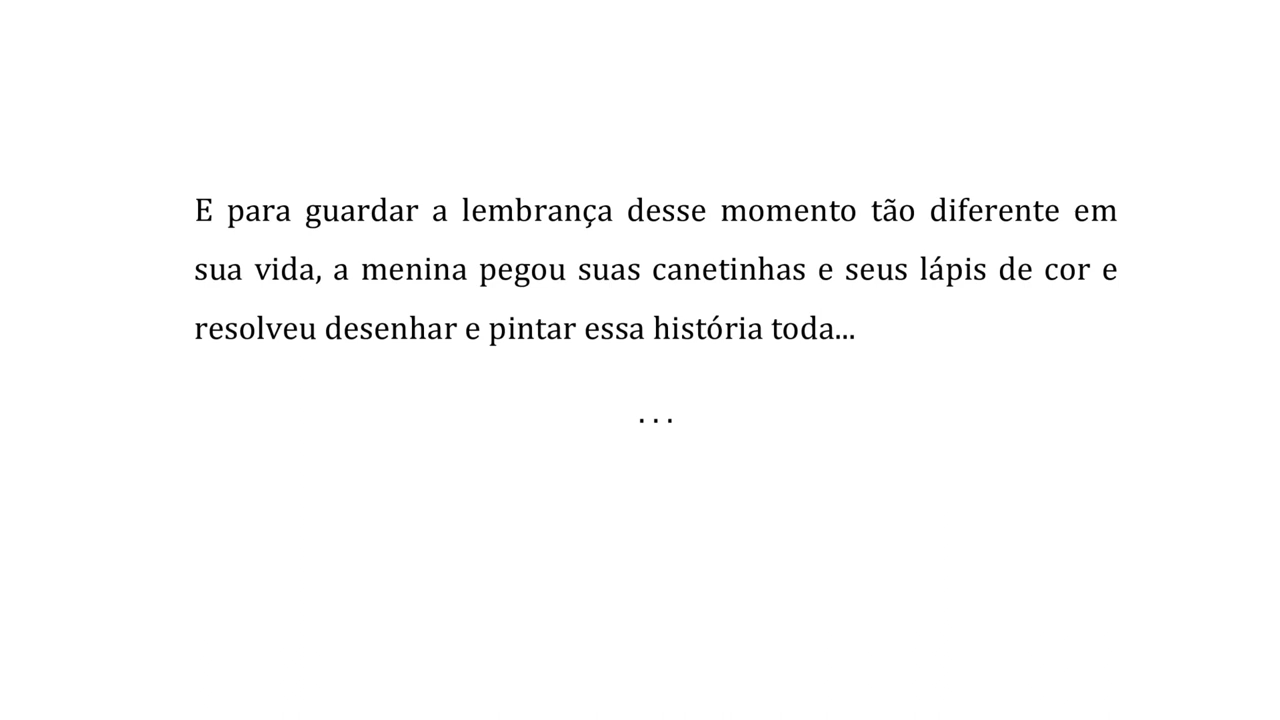 E para guardar a lembrança desse momento tão diferente em
sua vida, a menina pegou suas canetinhas e seus lápis de cor e
resolveu desenhar e pintar essa história toda...
. . .